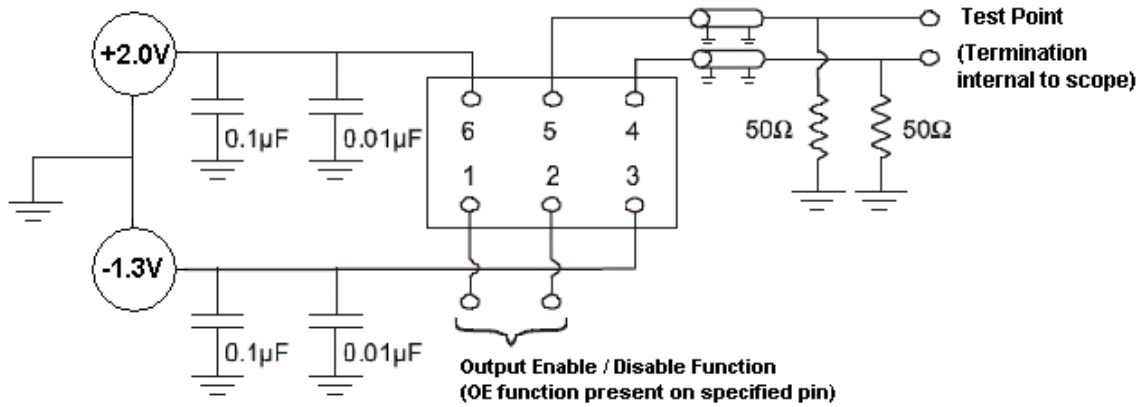 Test Point
+2.0V
(Termination
internal to scope)
0.1µF
0.01µF
6 5 4
50Ω
50Ω
1 2 3
-1.3V
0.1µF
0.01µF
Output Enable / Disable Function
(OE function present on specified pin)